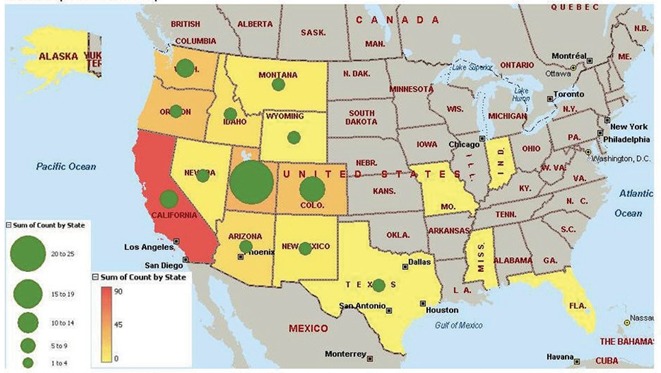 QUEBEC
CANADA
BRITISH
COLUMBIA
ALBERTA
SASK.
MAN.
ONTARIO
N.B.
ME.
Montréal
Ottawa
Toronto
ALASKA
YUK
TER
Lake Superior
Lake
Huron
MONTANA
N. DAK.
MINNESOTA
WIS.
MICHIGAN
N.Y.
New York
Philadelphia
PA.
OREGON
IDAHO
WYOMING
SOUTH
DAKOTA
IOWA
Chicago
ILL.
IND.
OHIO
Washington, D.C.
W. VA.
VA.
Pacific Ocean
NEVADA
NEBR.
UNITED STATES
KY.
COLO.
KANS.
MO.
TENN.
N. C.
Atlantic
Ocean
CALIFORNIA
ARIZONA
Phoenix
NEW MEXICO
OKLA.
ARKANSAS
S.C.
MISS.
ALABAMA
GA.
Los Angeles
San Diego
TEXAS
Dallas
LA.
San Antonio
Houston
FLA.
Gulf of Mexico
Nassau
THE BAHAMAS
MEXICO
Monterrey
Havana
CUBA
Sum of Count by State
20 to 25
15 to 19
10 to 14
5 to 9
1 to 4
Sum of Count by State
90
45
0